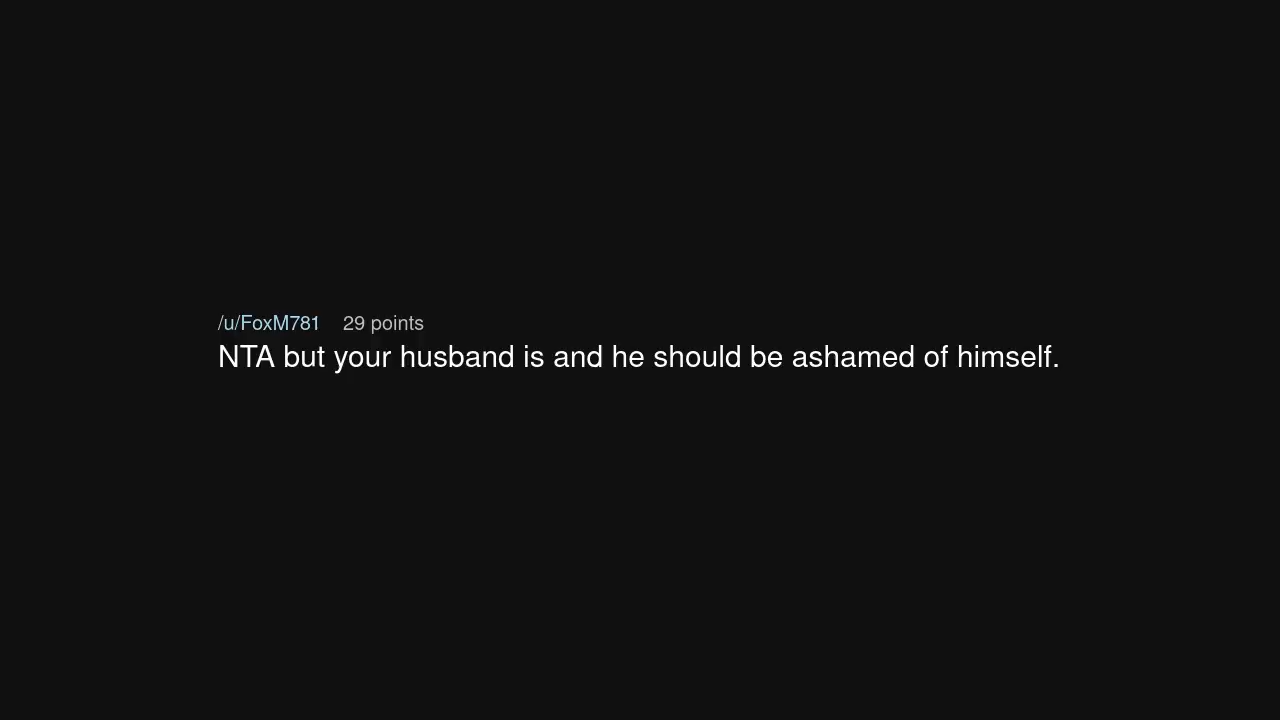 /u/FoxM781 29 points
NTA but your husband is and he should be ashamed of himself.